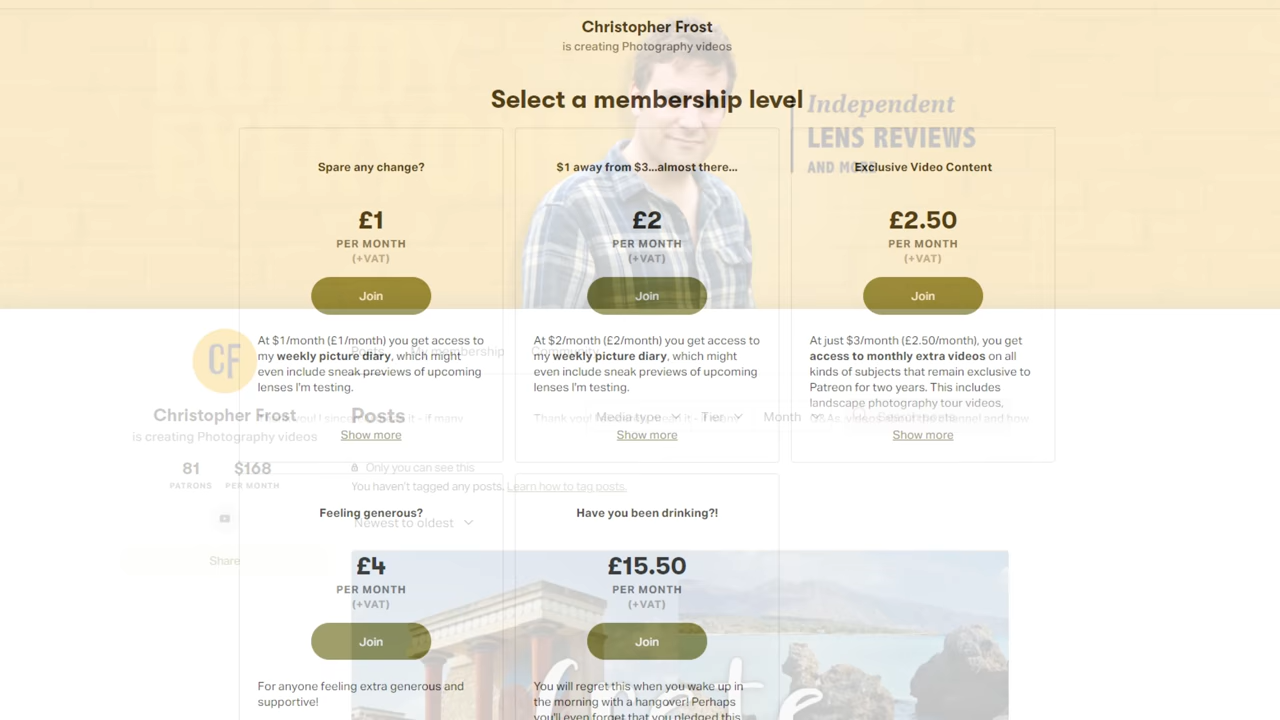 Christopher Frost
is creating Photography videos
Select a membership level
Independent
LENS REVIEWS
AND MORE
Spare any change?
£1
PER MONTH
(+VAT)
Join
At $1/month (£1/month) you get access to
my weekly picture diary, which might
even include sneak previews of upcoming
lenses I'm testing.
Show more
$1 away from $3...almost there...
£2
PER MONTH
(+VAT)
Join
At $2/month (£2/month) you get access to
my weekly picture diary, which might
even include sneak previews of upcoming
lenses I'm testing.
Show more
Exclusive Video Content
£2.50
PER MONTH
(+VAT)
Join
At just $3/month (£2.50/month), you get
access to monthly extra videos on all
kinds of subjects that remain exclusive to
Patreon for two years. This includes
landscape photography tour videos,
Show more
CF
Christopher Frost
is creating Photography videos
81
PATRONS
$168
PER MONTH
Share
Posts
Media type
Tier
Month
Only you can see this
You haven't tagged any posts. Learn how to tag posts.
Newest to oldest
Feeling generous?
£4
PER MONTH
(+VAT)
Join
For anyone feeling extra generous and
supportive!
Have you been drinking?!
£15.50
PER MONTH
(+VAT)
Join
You will regret this when you wake up in
the morning with a hangover! Perhaps
you'll even forget that you pledged this